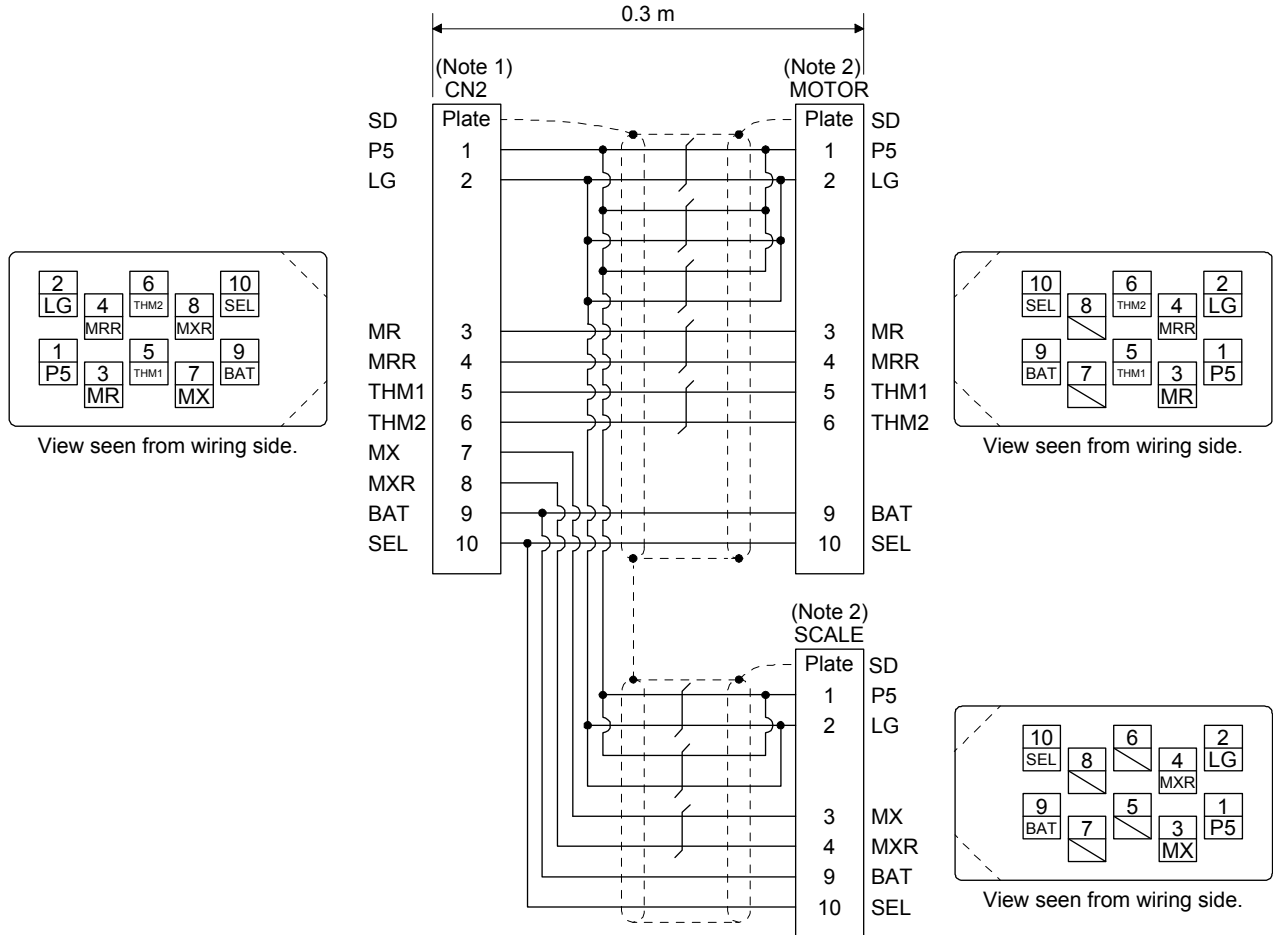 0.3 m
(Note 1)
CN2
(Note 2)
MOTOR
SD Plate Plate SD
P5 1 1 P5
LG 2 2 LG
MR 3 3 MR
MRR 4 4 MRR
THM1 5 5 THM1
THM2 6 6 THM2
MX 7
MXR 8
BAT 9 9 BAT
SEL 10 10 SEL
2 6 10
LG 4 THM2 8 SEL
MRR MXR
1 5 9
P5 3 THM1 7 BAT
MR MX
View seen from wiring side.
10 6 2
SEL 8 THM2 4 LG
MRR
9 5 1
BAT 7 THM1 3 P5
MR
View seen from wiring side.
(Note 2)
SCALE
Plate SD
1 P5
2 LG
3 MX
4 MXR
9 BAT
10 SEL
10 6 2
SEL 8 4 LG
MXR
9 5 1
BAT 7 3 P5
MX
View seen from wiring side.